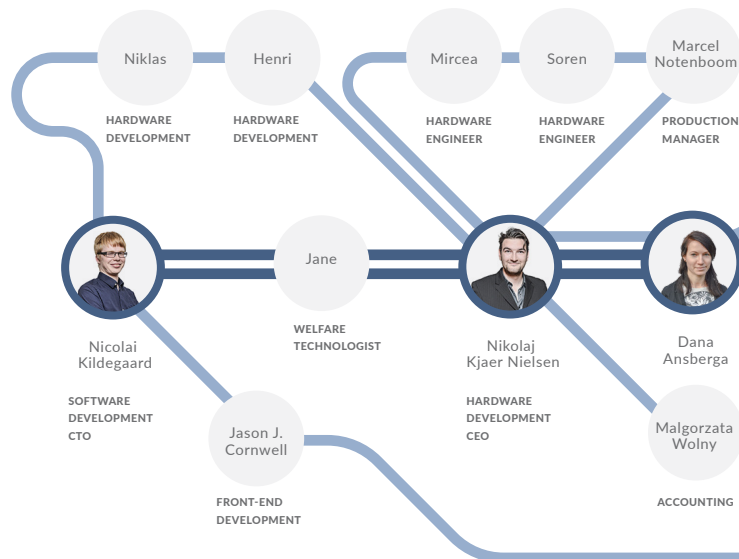 Niklas
HARDWARE
DEVELOPMENT
Henri
HARDWARE
DEVELOPMENT
Mircea
HARDWARE
ENGINEER
Soren
HARDWARE
ENGINEER
Marcel
Notenboom
PRODUCTION
MANAGER
Nicolai
Kildegaard
SOFTWARE
DEVELOPMENT
CTO
Jane
WELFARE
TECHNOLOGIST
Nikolaj
Kjaer Nielsen
HARDWARE
DEVELOPMENT
CEO
Dana
Ansberga
Jason J.
Cornwell
FRONT-END
DEVELOPMENT
Malgorzata
Wolny
ACCOUNTING